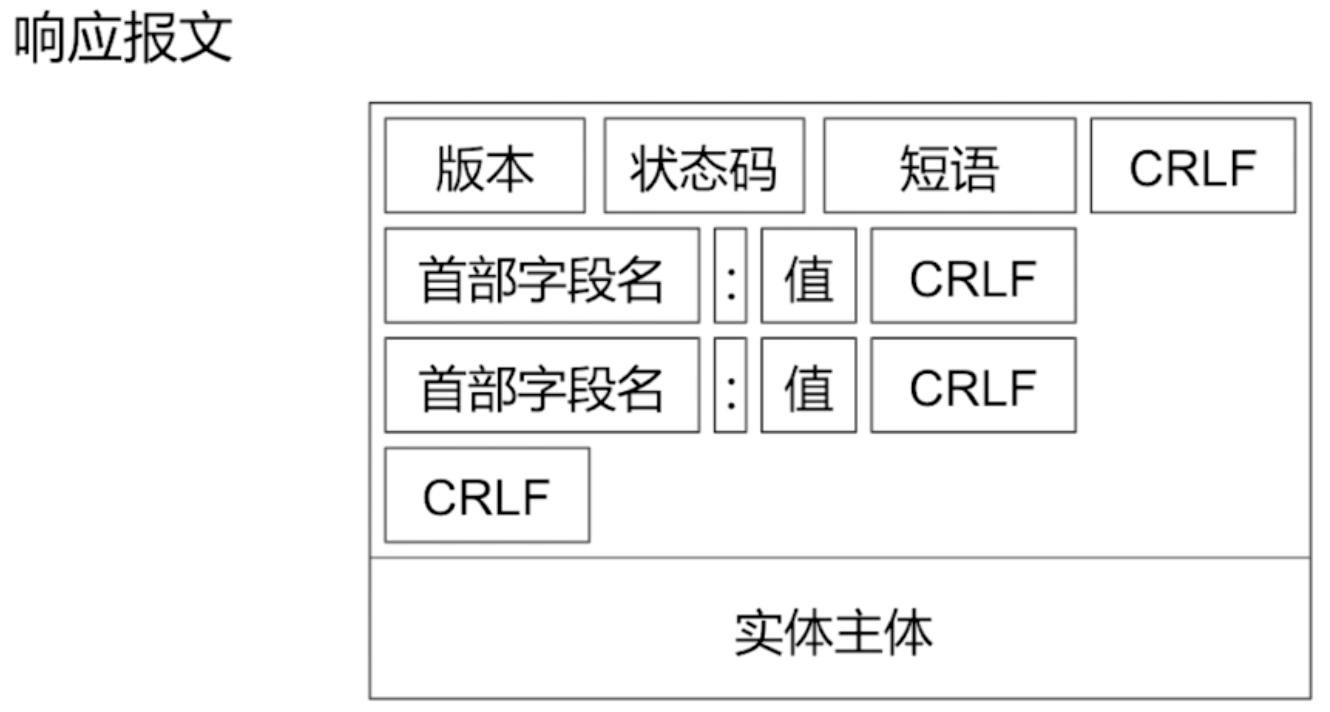 响应报文
版本 状态码 短语 CRLF
首部字段名 : 值 CRLF
首部字段名 : 值 CRLF
CRLF
实体主体